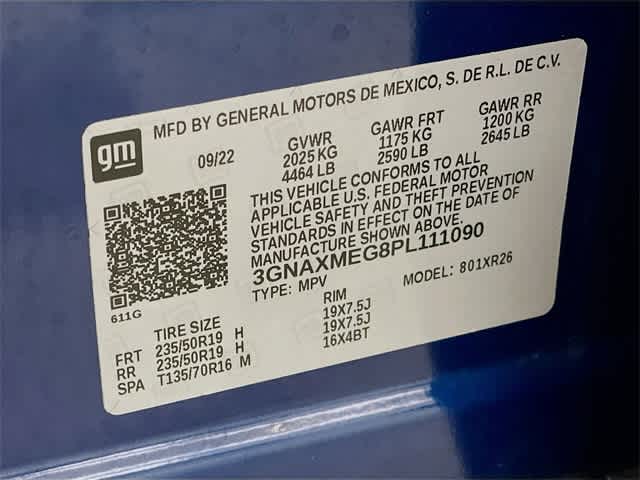 gm
MFD BY GENERAL MOTORS DE MEXICO, S. DE R.L. DE C.V.
09/22
GVWR GAWR FRT GAWR RR
2025 KG 1175 KG 1200 KG
4464 LB 2590 LB 2645 LB
THIS VEHICLE CONFORMS TO ALL
APPLICABLE U.S. FEDERAL MOTOR
VEHICLE SAFETY AND THEFT PREVENTION
STANDARDS IN EFFECT ON THE DATE OF
MANUFACTURE SHOWN ABOVE.
3GNAXMEG8PL111090
TYPE: MPV MODEL: 801XR26
611G
TIRE SIZE RIM
FRT 235/50R19 H 19X7.5J
RR 235/50R19 H 19X7.5J
SPA T135/70R16 M 16X4BT